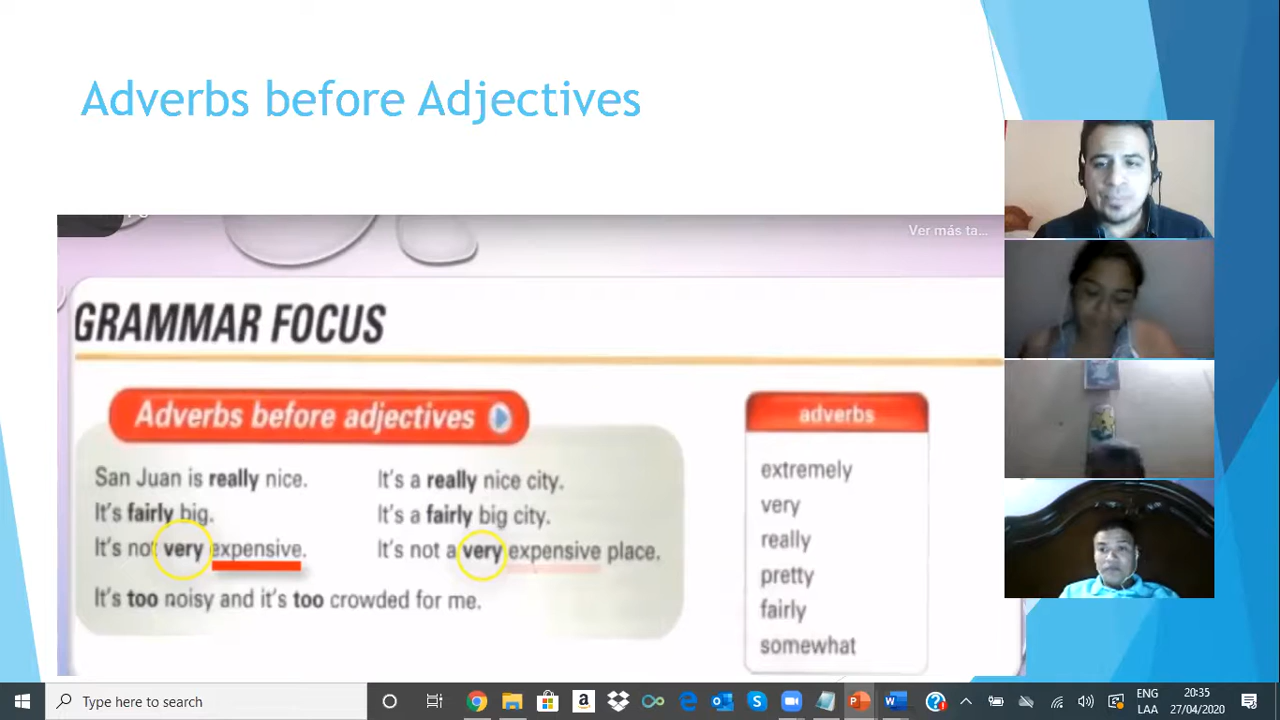 Adverbs before Adjectives
Ver más ta...
GRAMMAR FOCUS
Adverbs before adjectives
San Juan is really nice.
It's a really nice city.
It's fairly big.
It's a fairly big city.
It's not very expensive.
It's not a very expensive place.
It's too noisy and it's too crowded for me.
adverbs
extremely
very
really
pretty
fairly
somewhat
Type here to search
ENG
LAA
20:35
27/04/2020